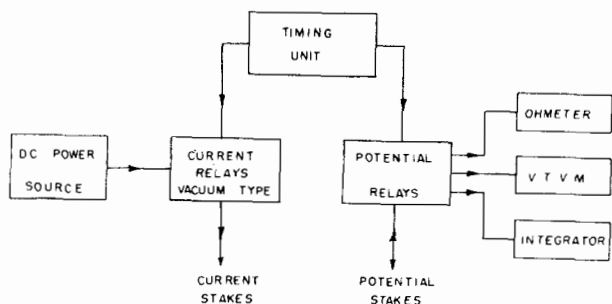 TIMING
UNIT
DC POWER
SOURCE
CURRENT
RELAYS
VACUUM TYPE
POTENTIAL
RELAYS
OHMETER
V T V M
INTEGRATOR
CURRENT
STAKES
POTENTIAL
STAKES